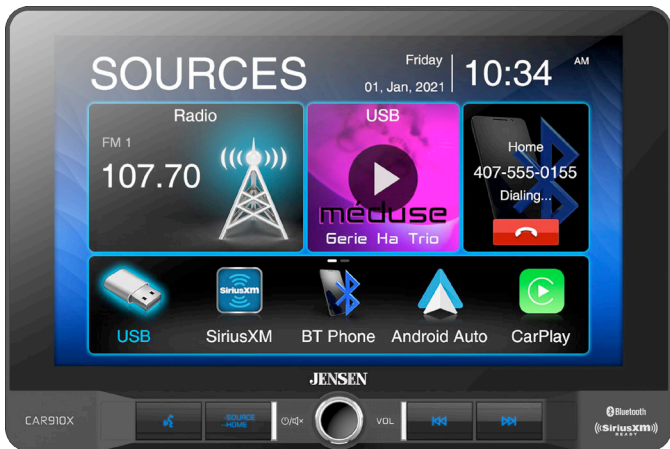 SOURCES
Friday
01, Jan, 2021
10:34 AM
Radio
FM 1
107.70
USB
méduse
Gerie Ha Trio
Home
407-555-0155
Dialing...
SiriusXM
USB
SiriusXM
BT Phone
Android Auto
CarPlay
JENSEN
CAR910X
-SOURCE
--HOME
VOL
Bluetooth
((SiriusXM))
READY